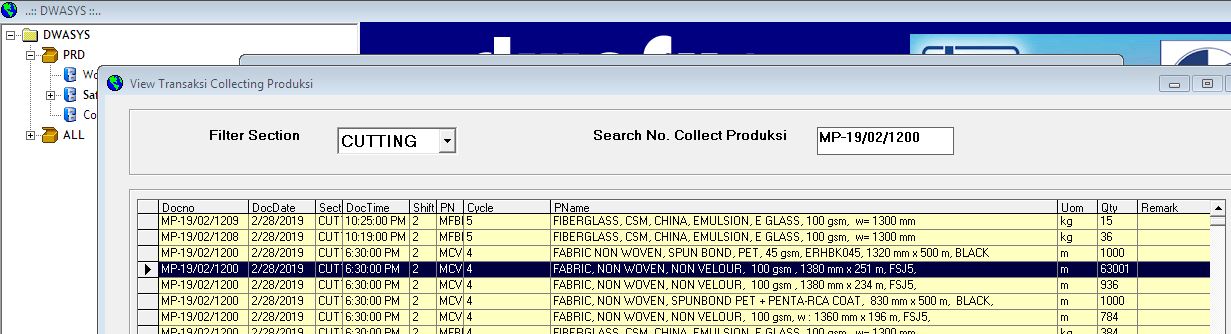 ..:: DWASYS ::..
DWASYS
PRD
Wo
Sat
Co
ALL
View Transaksi Collecting Produksi
Filter Section CUTTING Search No. Collect Produksi MP-19/02/1200
Docno DocDate Sect DocTime Shift PN Cycle PName Uom Qty Remark
MP-19/02/1209 2/28/2019 CUT 10:25:00 PM 2 MFBI 5 FIBERGLASS, CSM, CHINA, EMULSION, E GLASS, 100 gsm, w= 1300 mm kg 15
MP-19/02/1208 2/28/2019 CUT 10:19:00 PM 2 MFBI 5 FIBERGLASS, CSM, CHINA, EMULSION, E GLASS, 100 gsm, w= 1300 mm kg 36
MP-19/02/1200 2/28/2019 CUT 6:30:00 PM 2 MCV 4 FABRIC NON WOVEN, SPUN BOND, PET, 45 gsm, ERHBK045, 1320 mm x 500 m, BLACK m 1000
MP-19/02/1200 2/28/2019 CUT 6:30:00 PM 2 MCV 4 FABRIC, NON WOVEN, NON VELOUR, 100 gsm , 1380 mm x 251 m, FSJ5, m 63001
MP-19/02/1200 2/28/2019 CUT 6:30:00 PM 2 MCV 4 FABRIC, NON WOVEN, NON VELOUR, 100 gsm , 1380 mm x 234 m, FSJ5, m 936
MP-19/02/1200 2/28/2019 CUT 6:30:00 PM 2 MCV 4 FABRIC, NON WOVEN, SPUNBOND PET + PENTA-RCA COAT, 830 mm x 500 m, BLACK, m 1000
MP-19/02/1200 2/28/2019 CUT 6:30:00 PM 2 MCV 4 FABRIC, NON WOVEN, NON VELOUR, 100 gsm, w : 1360 mm x 196 m, FSJ5, m 784
MP-19/02/1200 2/28/2019 CUT 6:30:00 PM 2 MFBI 4 FIBERGLASS, CSM, CHINA, EMULSION, E GLASS, 100 gsm, w= 1300 mm kg 384